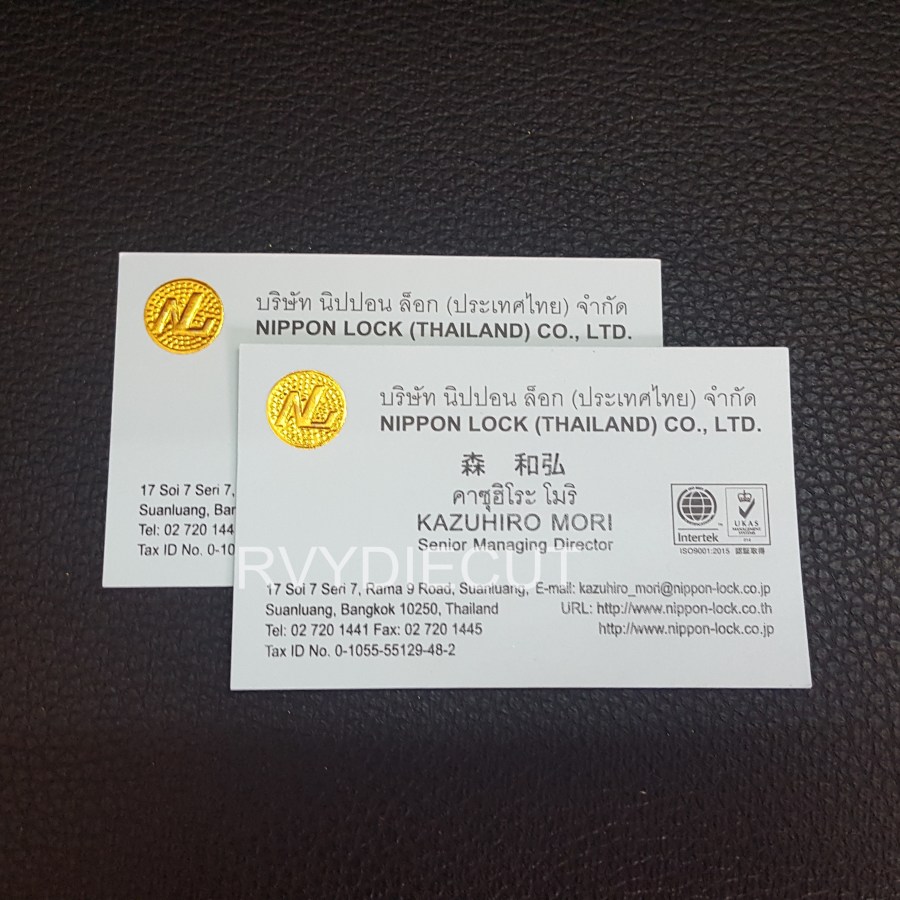 NL
บริษัท นิปปอน ล็อก (ประเทศไทย) จำกัด
NIPPON LOCK (THAILAND) CO., LTD.
17 Soi 7 Seri 7,
Suanluang, Ban
Tel: 02 720 144
Tax ID No. 0-10
NL
บริษัท นิปปอน ล็อก (ประเทศไทย) จำกัด
NIPPON LOCK (THAILAND) CO., LTD.
森 和弘
คาซุฮิโระ โมริ
KAZUHIRO MORI
Senior Managing Director
Intertek
UKAS
MANAGEMENT
SYSTEMS
014
ISO9001:2015 認証取得
17 Soi 7 Seri 7, Rama 9 Road, Suanluang, E-mail: kazuhiro_mori@nippon-lock.co.jp
Suanluang, Bangkok 10250, Thailand URL: http://www.nippon-lock.co.th
Tel: 02 720 1441 Fax: 02 720 1445 http://www.nippon-lock.co.jp
Tax ID No. 0-1055-55129-48-2
RVYDIECUT